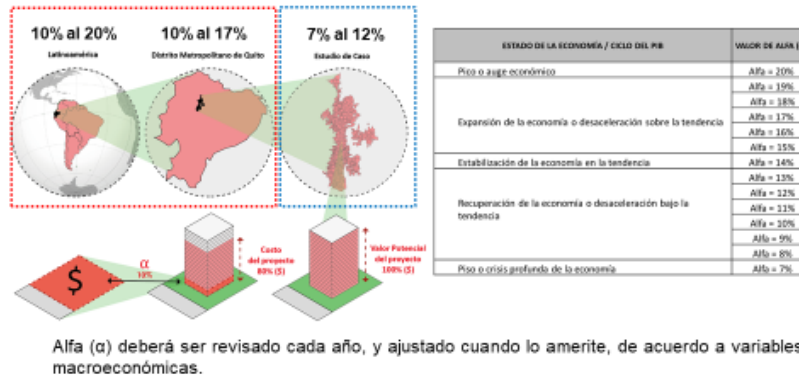 10% al 20%
Latinoamérica
10% al 17%
Distrito Metropolitano de Quito
7% al 12%
Estudio de Caso
$
α
10%
Costo
del proyecto
80% ($)
Valor Potencial
del proyecto
100% ($)
ESTADO DE LA ECONOMÍA / CICLO DEL PIB
VALOR DE ALFA (
Pico o auge económico
Alfa = 20%
Expansión de la economía o desaceleración sobre la tendencia
Alfa = 19%
Alfa = 18%
Alfa = 17%
Alfa = 16%
Alfa = 15%
Estabilización de la economía en la tendencia
Alfa = 14%
Recuperación de la economía o desaceleración bajo la
tendencia
Alfa = 13%
Alfa = 12%
Alfa = 11%
Alfa = 10%
Alfa = 9%
Alfa = 8%
Piso o crisis profunda de la economía
Alfa = 7%
Alfa (α) deberá ser revisado cada año, y ajustado cuando lo amerite, de acuerdo a variables
macroeconómicas.